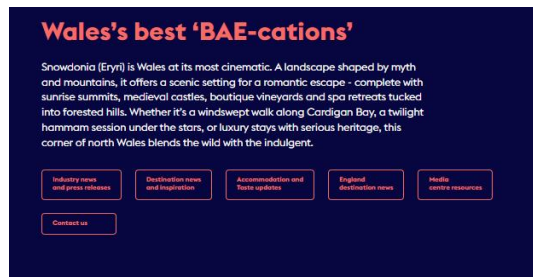 Wales's best 'BAE-cations'
Snowdonia (Eryri) is Wales at its most cinematic. A landscape shaped by myth
and mountains, it offers a scenic setting for a romantic escape - complete with
sunrise summits, medieval castles, boutique vineyards and spa retreats tucked
into forested hills. Whether it's a windswept walk along Cardigan Bay, a twilight
hammam session under the stars, or luxury stays with serious heritage, this
corner of north Wales blends the wild with the indulgent.
Industry news
and press releases
Destination news
and inspiration
Accommodation and
Taste updates
England
destination news
Media
centre resources
Contact us